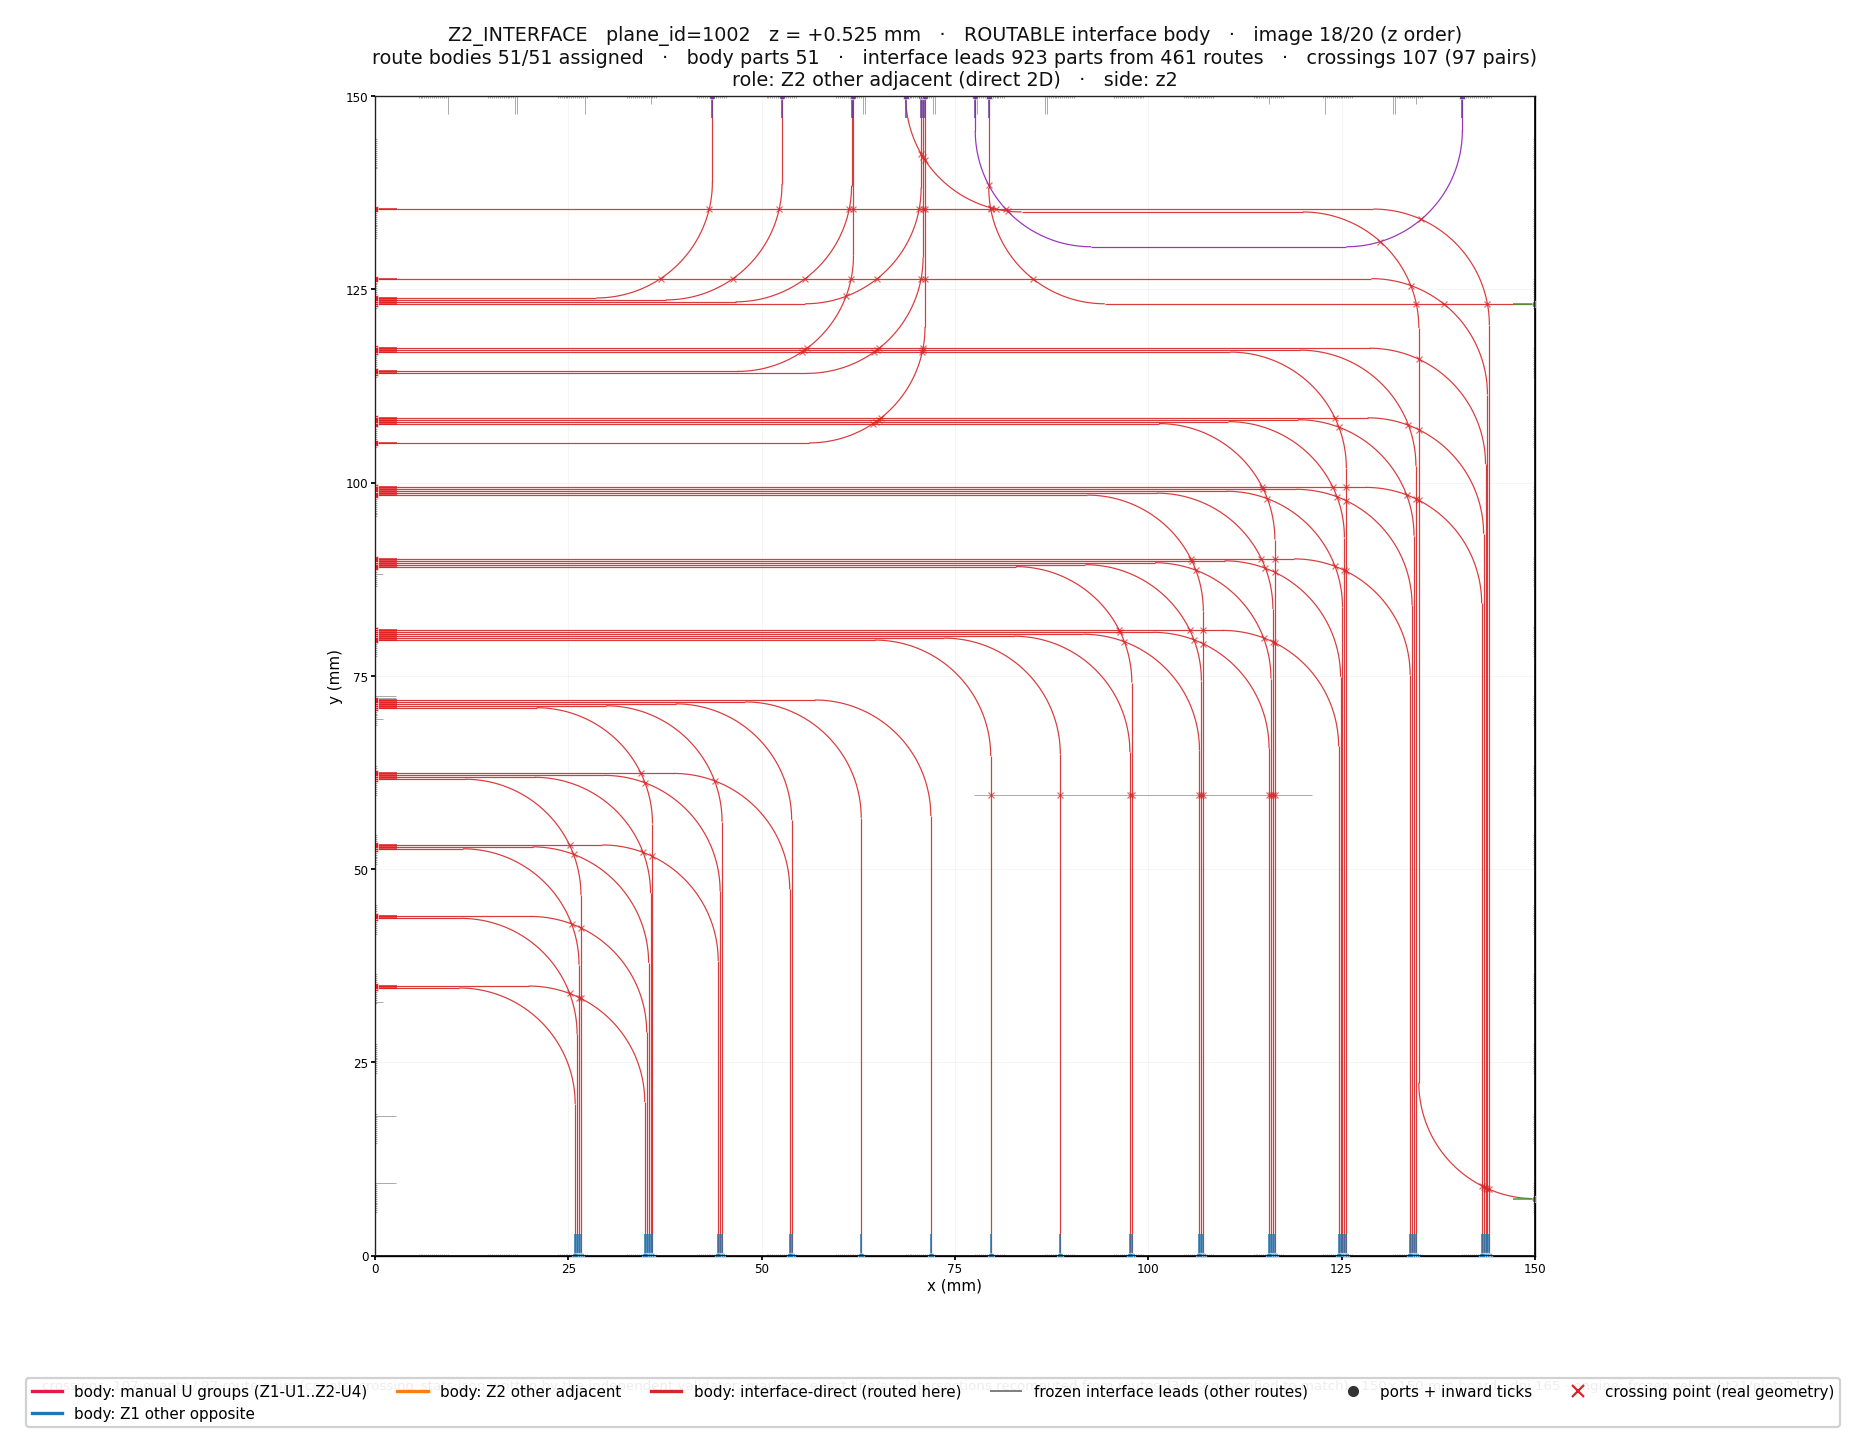 Z2_INTERFACE plane_id=1002 z = +0.525 mm · ROUTABLE interface body · image 18/20 (z order)
route bodies 51/51 assigned · body parts 51 · interface leads 923 parts from 461 routes · crossings 107 (97 pairs)
role: Z2 other adjacent (direct 2D) · side: z2
150
125
100
75
50
25
0
y (mm)
0 25 50 75 100 125 150
x (mm)
body: manual U groups (Z1-U1..Z2-U4) body: Z2 other adjacent body: interface-direct (routed here) frozen interface leads (other routes) ports + inward ticks crossing point (real geometry)
body: Z1 other opposite